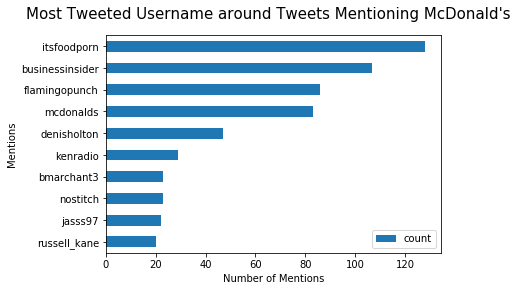 Most Tweeted Username around Tweets Mentioning McDonald's
itsfoodporn
businessinsider
flamingopunch
mcdonalds
denisholton
kenradio
bmarchant3
nostitch
jasss97
russell_kane
Mentions
count
0 20 40 60 80 100 120
Number of Mentions